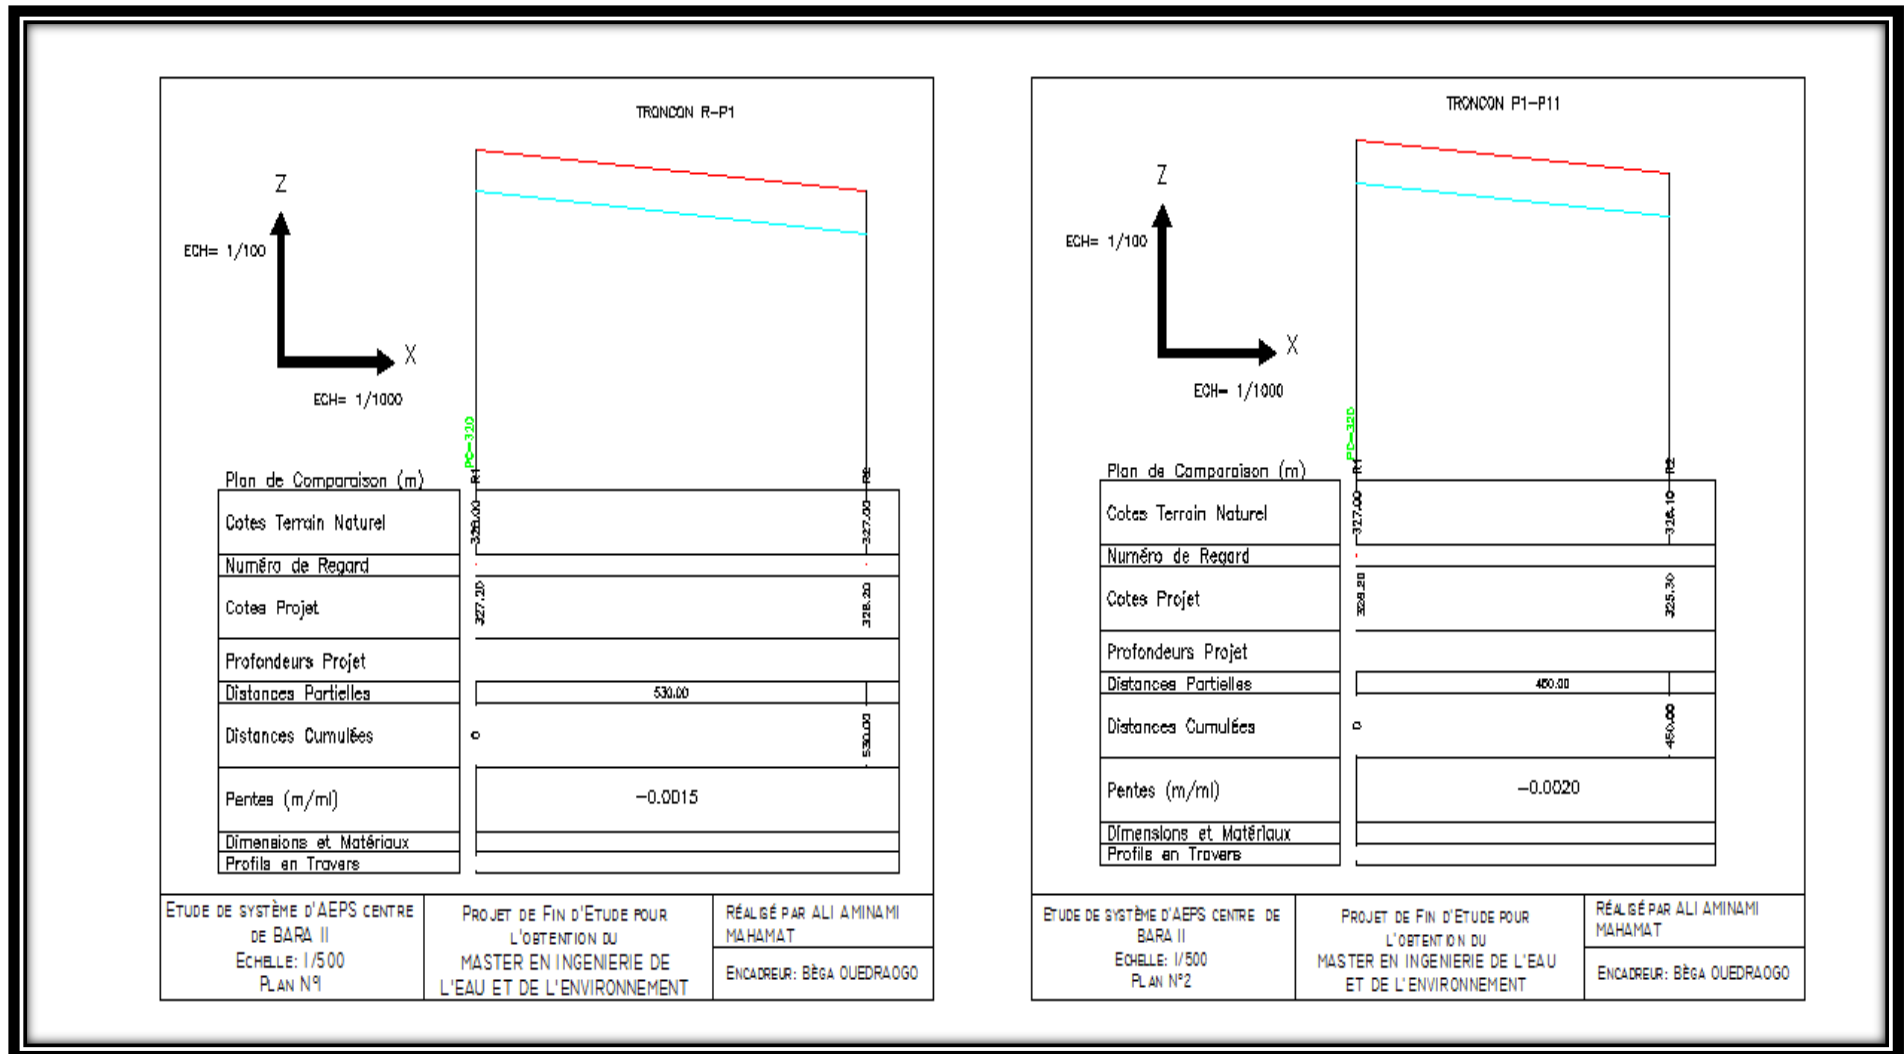 TRONCON R-P1
Z
ECH= 1/100
X
ECH= 1/1000
PC=320
Plan de Comparaison (m)
R1
R2
Cotes Terrain Naturel
328.00
327.00
Numéro de Regard
Cotes Projet
327.20
326.20
Profondeurs Projet
Distances Partielles
530.00
Distances Cumulées
0
530.00
Pentes (m/ml)
-0.0015
Dimensions et Matériaux
Profils en Travers
ETUDE DE SYSTÈME D'AEPS CENTRE
DE BARA II
ECHELLE: 1/500
PLAN N°1
PROJET DE FIN D'ETUDE POUR
L'OBTENTION DU
MASTER EN INGENIERIE DE
L'EAU ET DE L'ENVIRONNEMENT
RÉALISÉ PAR ALI AMINAMI
MAHAMAT
ENCADREUR: BÈGA OUEDRAOGO
TRONCON P1-P11
Z
ECH= 1/100
X
ECH= 1/1000
PC=320
Plan de Comparaison (m)
R1
R2
Cotes Terrain Naturel
327.00
326.10
Numéro de Regard
Cotes Projet
326.20
325.30
Profondeurs Projet
Distances Partielles
450.00
Distances Cumulées
0
450.00
Pentes (m/ml)
-0.0020
Dimensions et Matériaux
Profils en Travers
ETUDE DE SYSTÈME D'AEPS CENTRE DE
BARA II
ECHELLE: 1/500
PLAN N°2
PROJET DE FIN D'ETUDE POUR
L'OBTENTION DU
MASTER EN INGENIERIE DE L'EAU
ET DE L'ENVIRONNEMENT
RÉALISÉ PAR ALI AMINAMI
MAHAMAT
ENCADREUR: BÈGA OUEDRAOGO